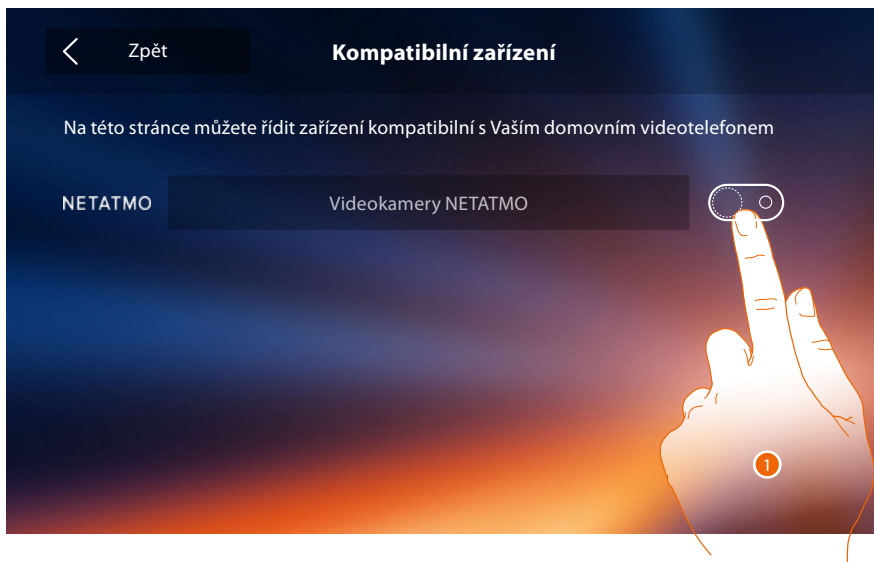 Zpět
Kompatibilní zařízení
Na této stránce můžete řídit zařízení kompatibilní s Vaším domovním videotelefonem
NETATMO
Videokamery NETATMO
1